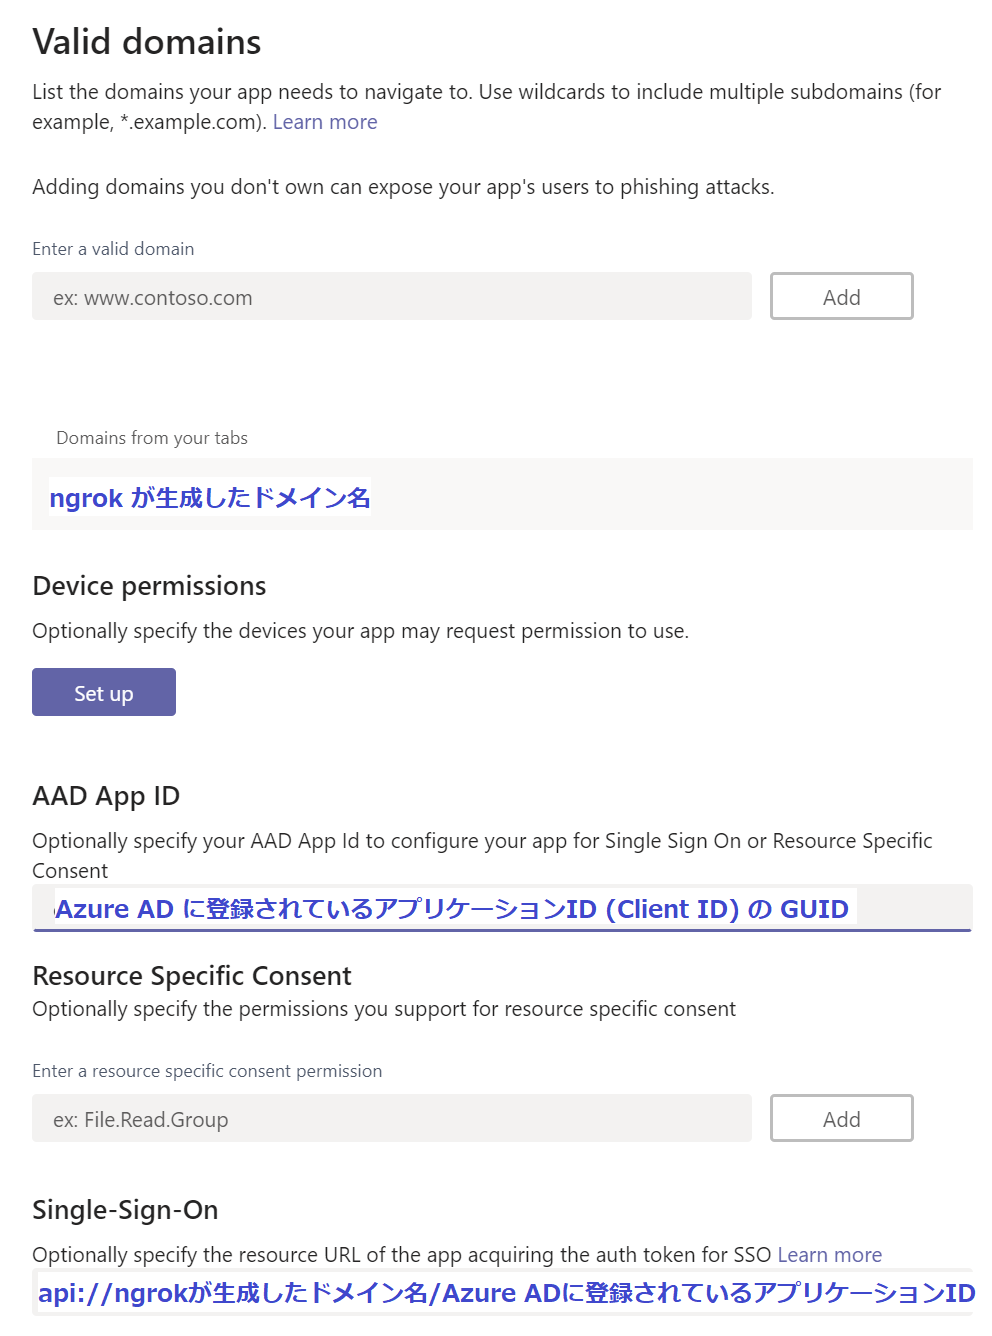 Valid domains
List the domains your app needs to navigate to. Use wildcards to include multiple subdomains (for
example, *.example.com). Learn more
Adding domains you don't own can expose your app's users to phishing attacks.
Enter a valid domain
ex: www.contoso.com
Add
Domains from your tabs
ngrok が生成したドメイン名
Device permissions
Optionally specify the devices your app may request permission to use.
Set up
AAD App ID
Optionally specify your AAD App Id to configure your app for Single Sign On or Resource Specific
Consent
Azure AD に登録されているアプリケーションID (Client ID) の GUID
Resource Specific Consent
Optionally specify the permissions you support for resource specific consent
Enter a resource specific consent permission
ex: File.Read.Group
Add
Single-Sign-On
Optionally specify the resource URL of the app acquiring the auth token for SSO Learn more
api://ngrokが生成したドメイン名/Azure ADに登録されているアプリケーションID